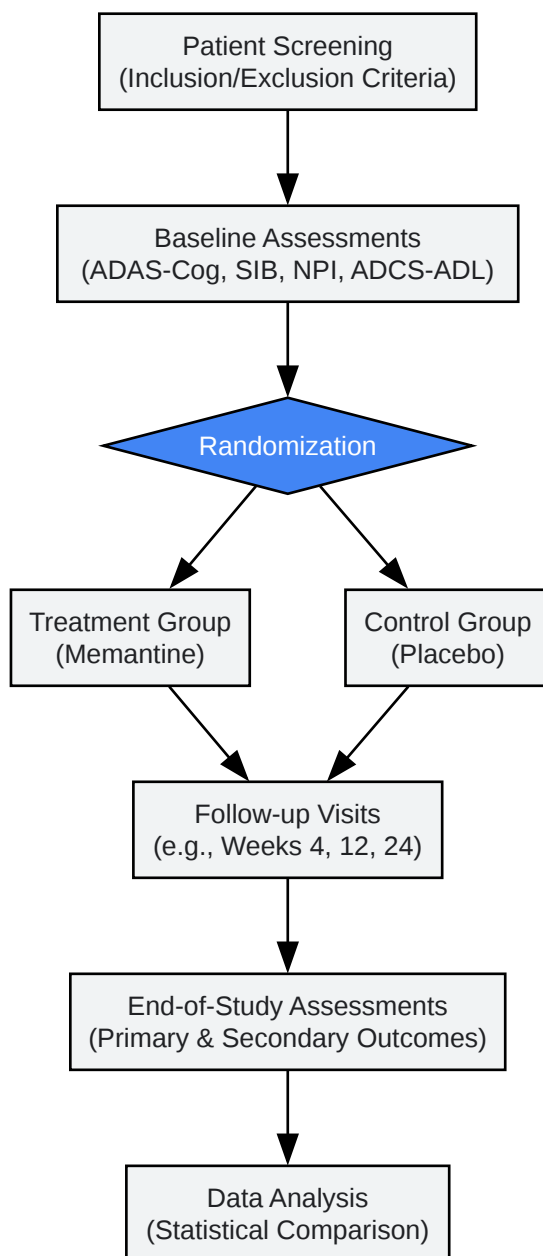 Patient Screening
(Inclusion/Exclusion Criteria)
Baseline Assessments
(ADAS-Cog, SIB, NPI, ADCS-ADL)
Randomization
Treatment Group
(Memantine)
Control Group
(Placebo)
Follow-up Visits
(e.g., Weeks 4, 12, 24)
End-of-Study Assessments
(Primary & Secondary Outcomes)
Data Analysis
(Statistical Comparison)